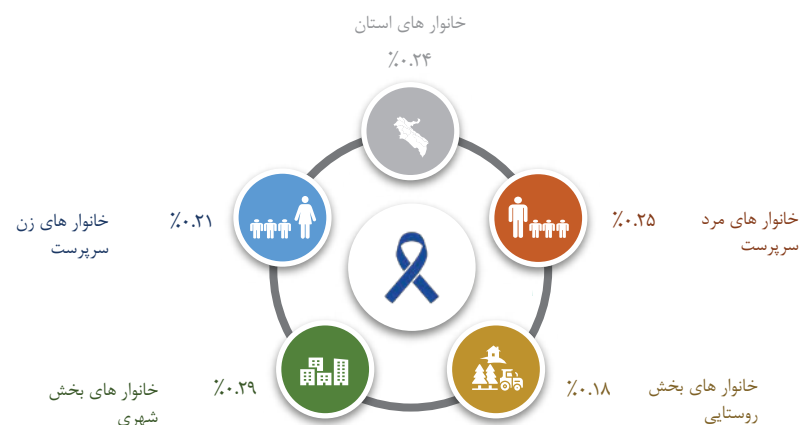 خانوار های استان
٪۰.۲۴
خانوار های مرد
سرپرست
٪۰.۲۵
٪۰.۲۱
خانوار های زن
سرپرست
خانوار های بخش
روستایی
٪۰.۱۸
٪۰.۲۹
خانوار های بخش
شهری